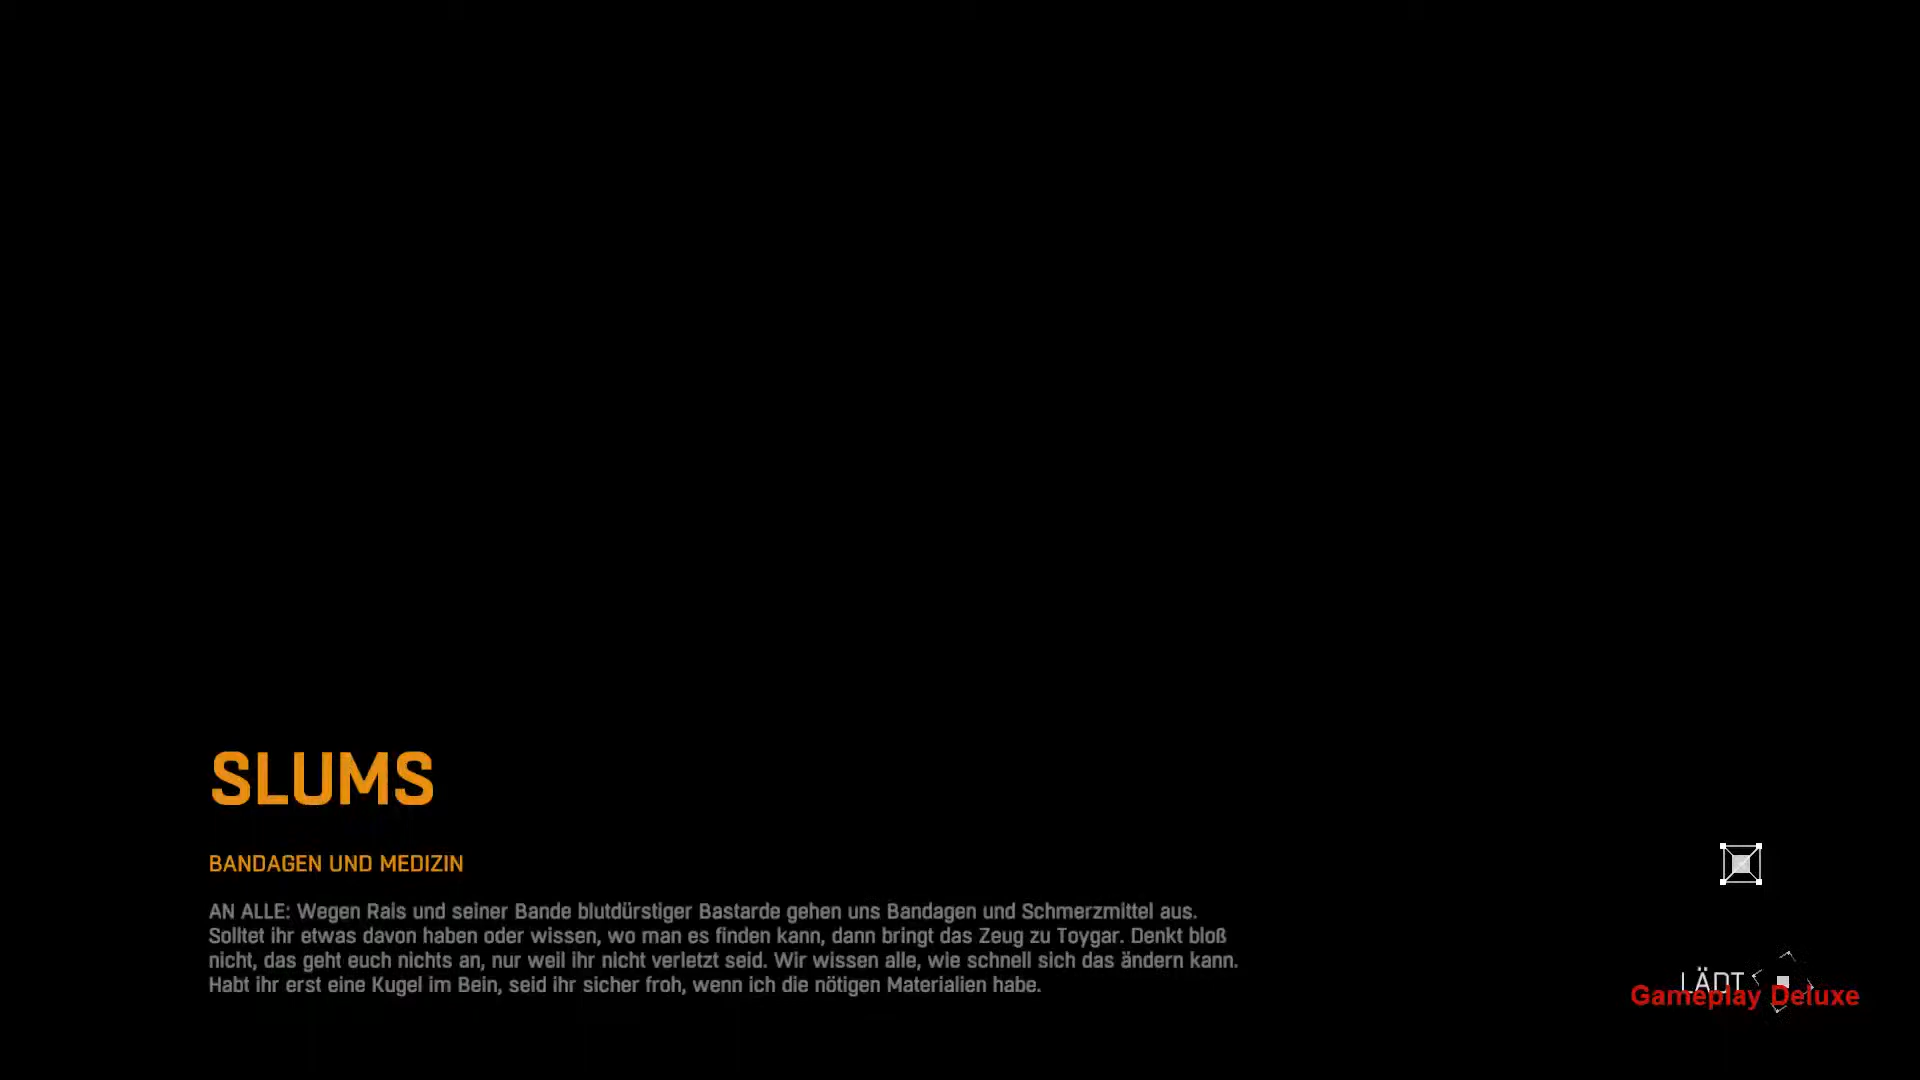 SLUMS
BANDAGEN UND MEDIZIN
AN ALLE: Wegen Rais und seiner Bande blutdürstiger Bastarde gehen uns Bandagen und Schmerzmittel aus.
Solltet ihr etwas davon haben oder wissen, wo man es finden kann, dann bringt das Zeug zu Toygar. Denkt bloß
nicht, das geht euch nichts an, nur weil ihr nicht verletzt seid. Wir wissen alle, wie schnell sich das ändern kann.
Habt ihr erst eine Kugel im Bein, seid ihr sicher froh, wenn ich die nötigen Materialien habe.
LÄDT
Gameplay Deluxe